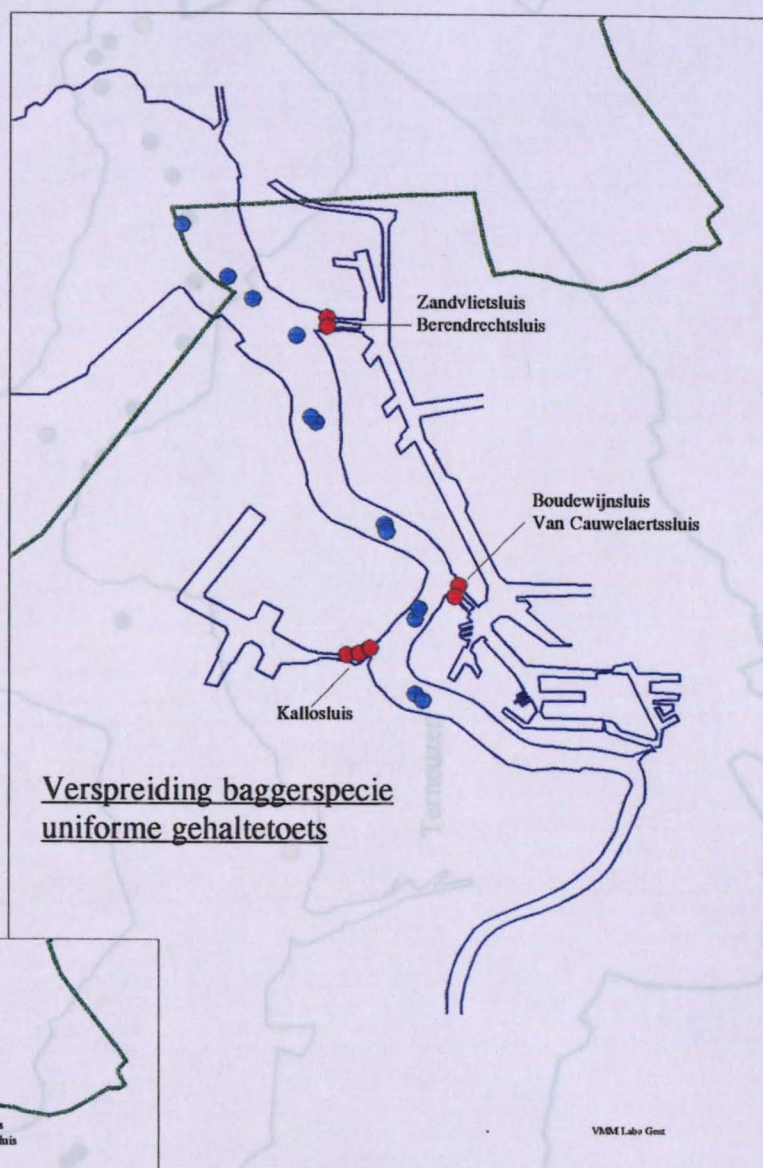 Zandvlietsluis
Berendrechtsluis
Boudewijnsluis
Van Cauwelaertssluis
Kallosluis
Verspreiding baggerspecie
uniforme gehaltetoets
VMM Labo Gent